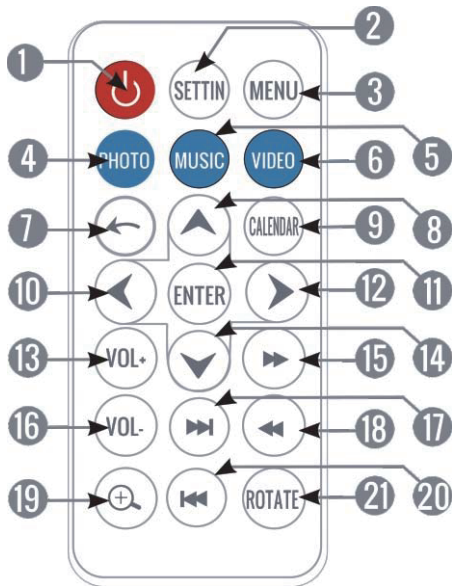 1 SETTIN MENU 2 3
4 PHOTO MUSIC VIDEO 6 5
7 CALENDAR 9 8
10 ENTER 12 11
13 VOL+ 15 14
16 VOL- 18 17
19 ROTATE 21 20